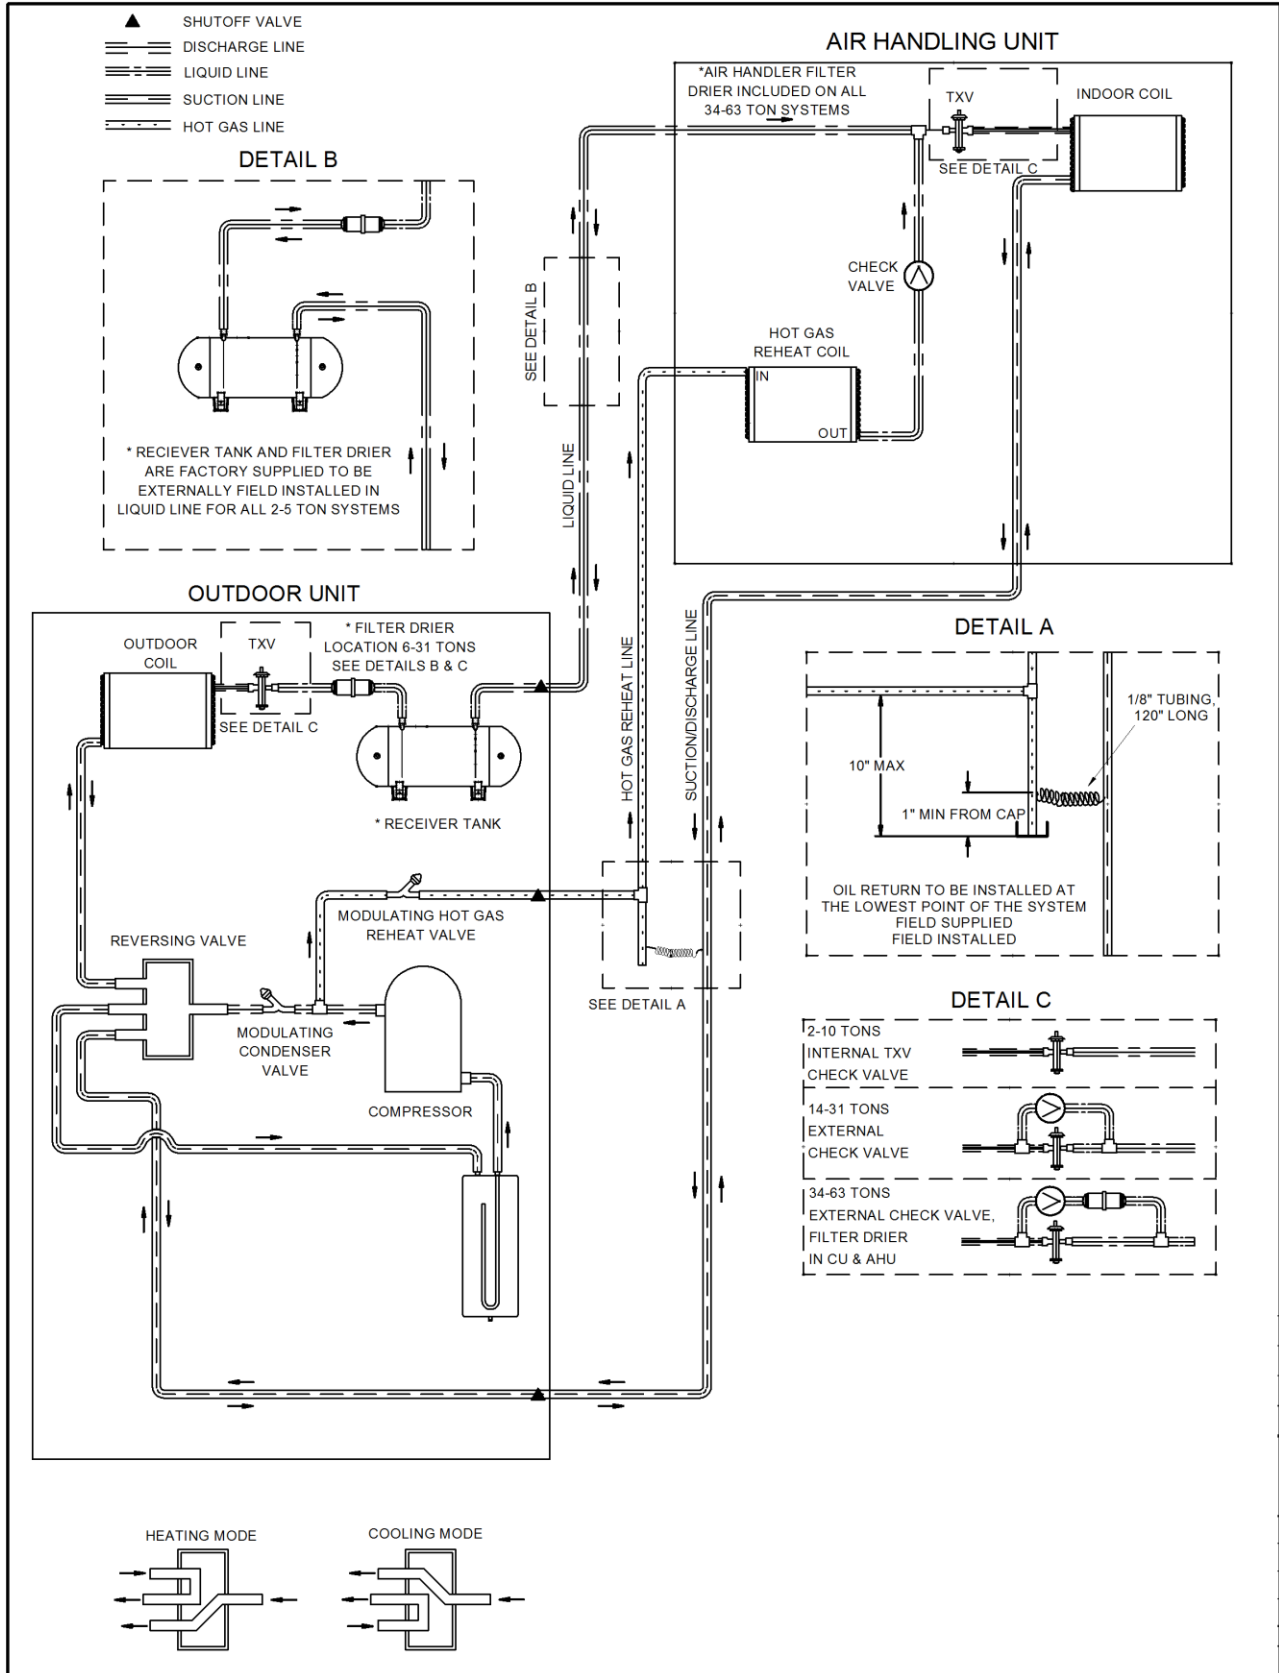 SHUTOFF VALVE
DISCHARGE LINE
LIQUID LINE
SUCTION LINE
HOT GAS LINE
DETAIL B
* RECIEVER TANK AND FILTER DRIER
ARE FACTORY SUPPLIED TO BE
EXTERNALLY FIELD INSTALLED IN
LIQUID LINE FOR ALL 2-5 TON SYSTEMS
SEE DETAIL B
LIQUID LINE
AIR HANDLING UNIT
*AIR HANDLER FILTER
DRIER INCLUDED ON ALL
34-63 TON SYSTEMS
TXV
INDOOR COIL
SEE DETAIL C
CHECK
VALVE
HOT GAS
REHEAT COIL
IN
OUT
OUTDOOR UNIT
OUTDOOR
COIL
TXV
* FILTER DRIER
LOCATION 6-31 TONS
SEE DETAILS B & C
SEE DETAIL C
* RECEIVER TANK
HOT GAS REHEAT LINE
SUCTION/DISCHARGE LINE
MODULATING HOT GAS
REHEAT VALVE
REVERSING VALVE
MODULATING
CONDENSER
VALVE
COMPRESSOR
SEE DETAIL A
DETAIL A
1/8" TUBING,
120" LONG
10" MAX
1" MIN FROM CAP
OIL RETURN TO BE INSTALLED AT
THE LOWEST POINT OF THE SYSTEM
FIELD SUPPLIED
FIELD INSTALLED
DETAIL C
2-10 TONS
INTERNAL TXV
CHECK VALVE
14-31 TONS
EXTERNAL
CHECK VALVE
34-63 TONS
EXTERNAL CHECK VALVE,
FILTER DRIER
IN CU & AHU
HEATING MODE
COOLING MODE